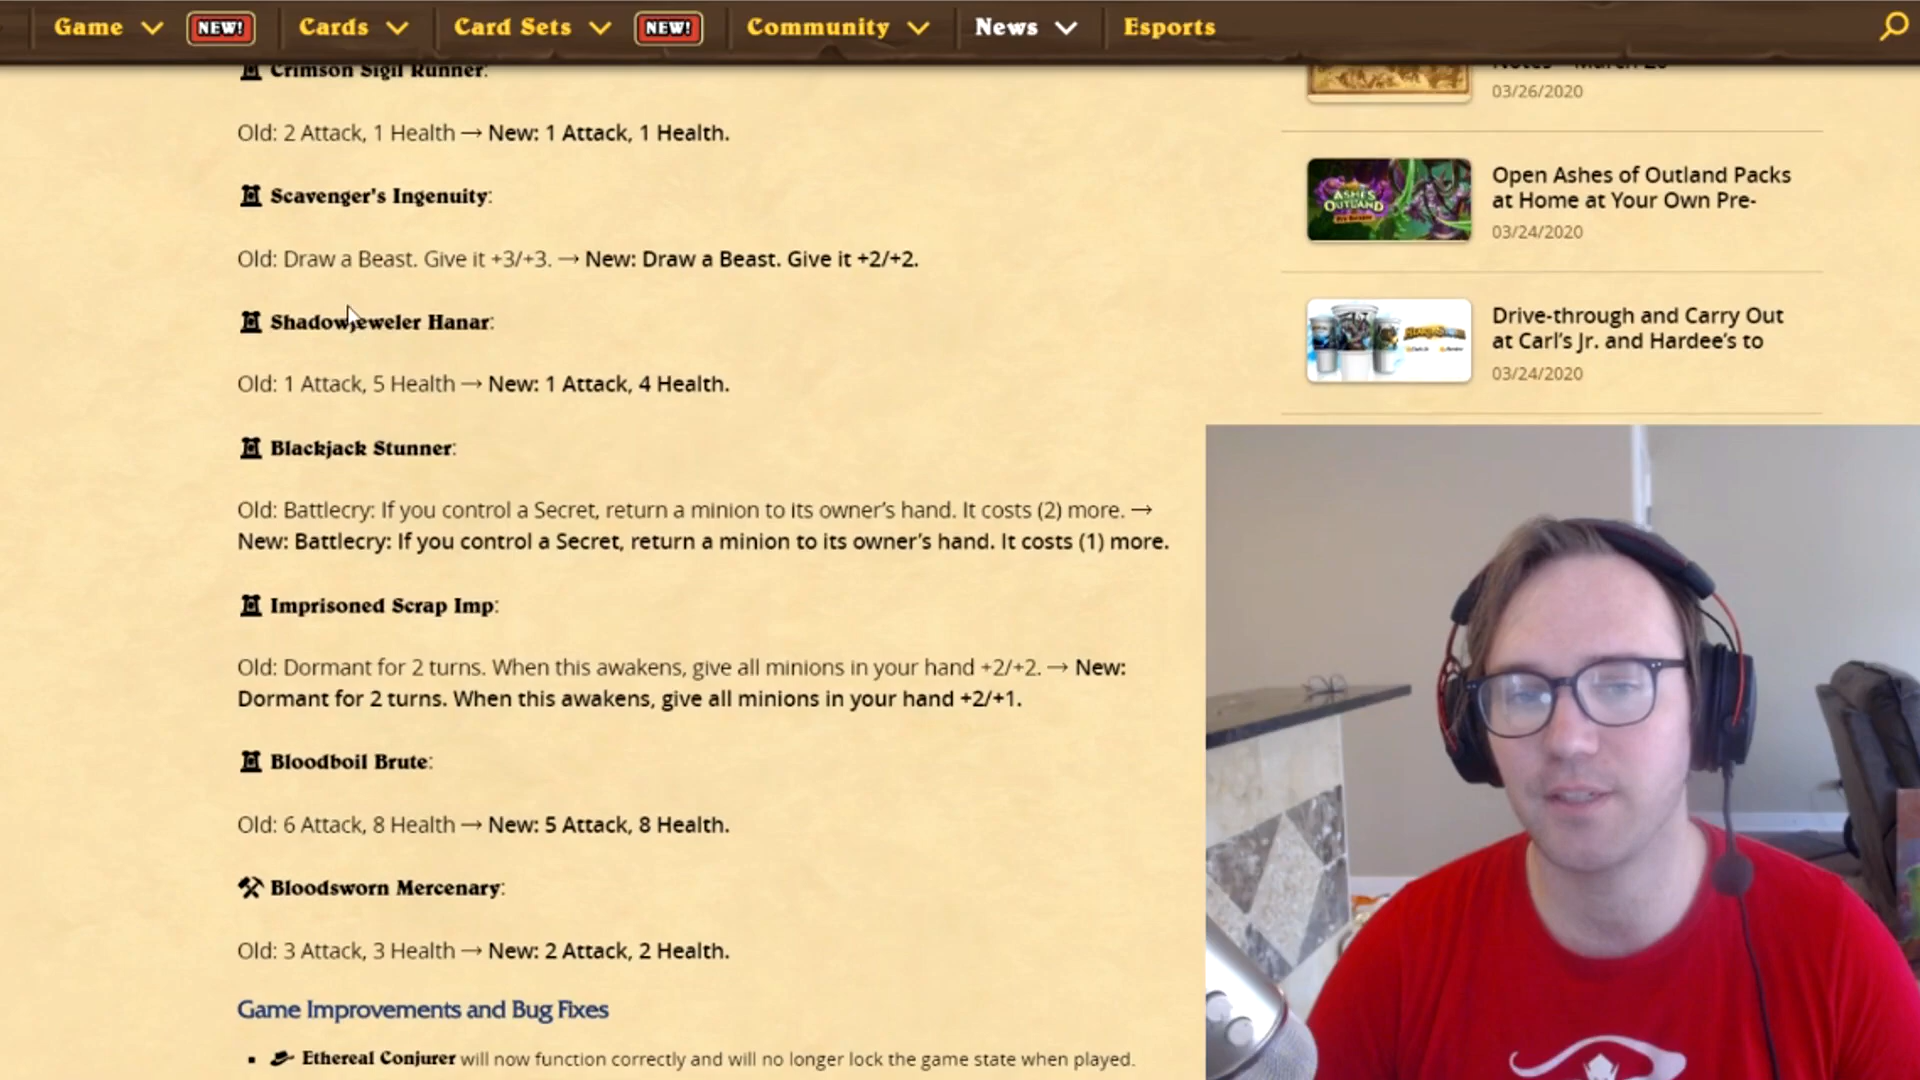 Game NEW! Cards Card Sets NEW! Community News Esports
Crimson Sigil Runner:
Old: 2 Attack, 1 Health → New: 1 Attack, 1 Health.
Scavenger's Ingenuity:
Old: Draw a Beast. Give it +3/+3. → New: Draw a Beast. Give it +2/+2.
Shadowjeweler Hanar:
Old: 1 Attack, 5 Health → New: 1 Attack, 4 Health.
Blackjack Stunner:
Old: Battlecry: If you control a Secret, return a minion to its owner’s hand. It costs (2) more. →
New: Battlecry: If you control a Secret, return a minion to its owner’s hand. It costs (1) more.
Imprisoned Scrap Imp:
Old: Dormant for 2 turns. When this awakens, give all minions in your hand +2/+2. → New:
Dormant for 2 turns. When this awakens, give all minions in your hand +2/+1.
Bloodboil Brute:
Old: 6 Attack, 8 Health → New: 5 Attack, 8 Health.
Bloodsworn Mercenary:
Old: 3 Attack, 3 Health → New: 2 Attack, 2 Health.
Game Improvements and Bug Fixes
▪ Ethereal Conjurer will now function correctly and will no longer lock the game state when played.
03/26/2020
ASHES
OF
OUTLAND
Open Ashes of Outland Packs
at Home at Your Own Pre-
03/24/2020
Drive-through and Carry Out
at Carl’s Jr. and Hardee’s to
03/24/2020